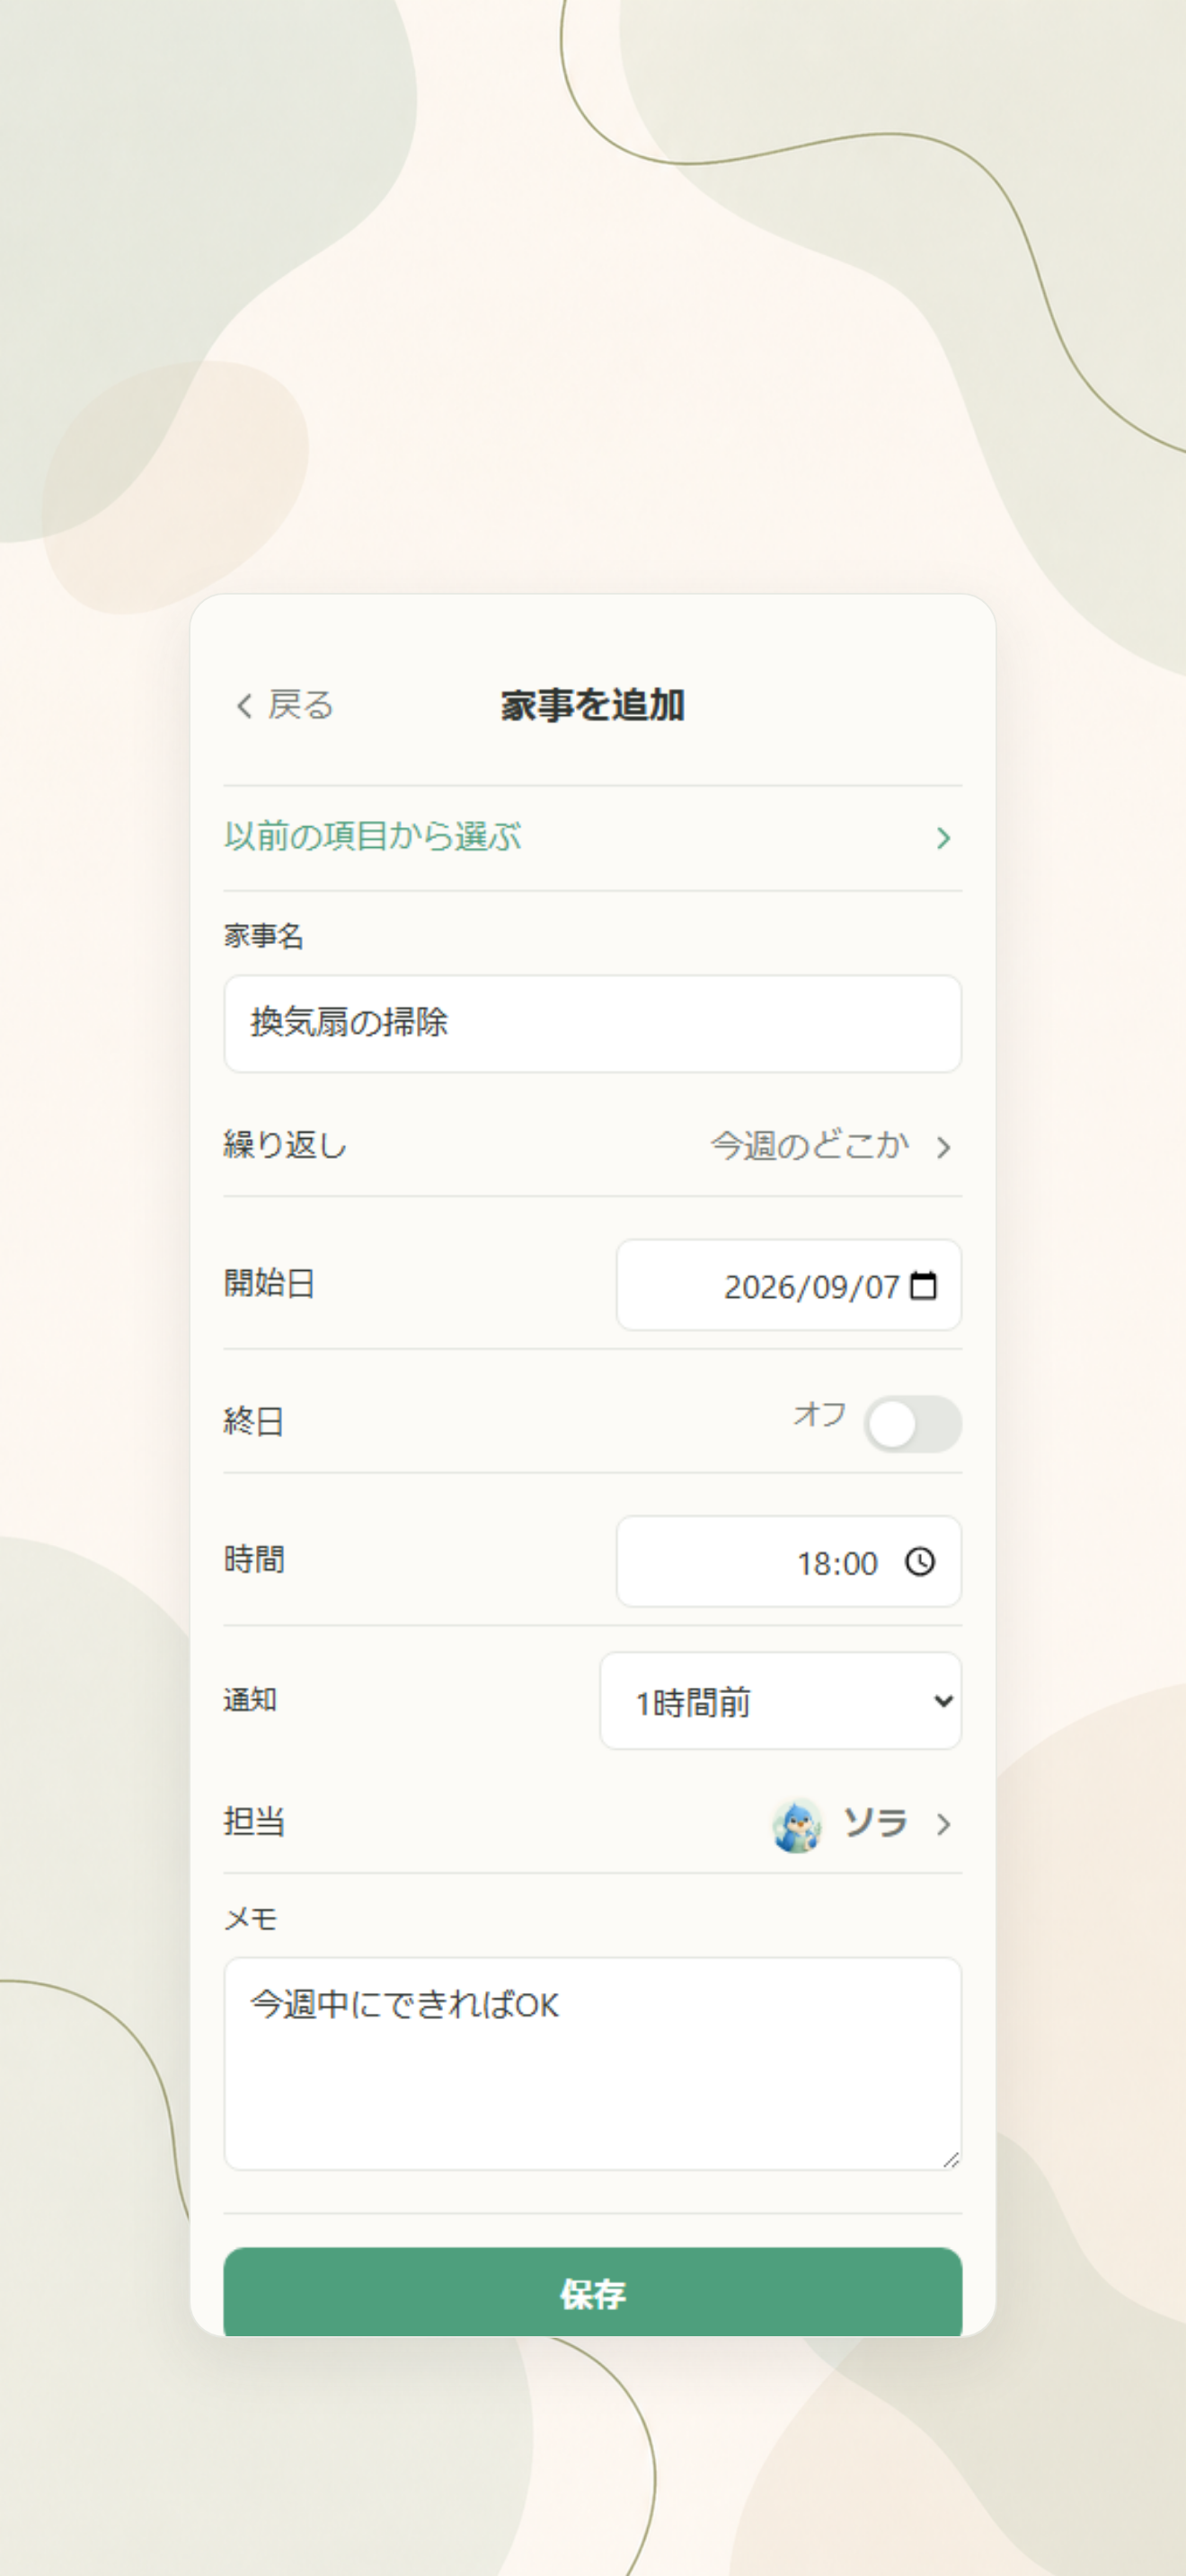 戻る
家事を追加
以前の項目から選ぶ
家事名
換気扇の掃除
繰り返し 今週のどこか
開始日 2026/09/07
終日 オフ
時間 18:00
通知 1時間前
担当 ソラ
メモ
今週中にできればOK
保存